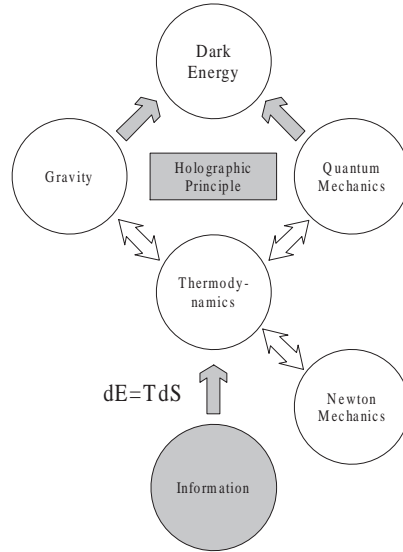 Dark
Energy
Gravity
Holographic
Principle
Quantum
Mechanics
Thermody-
namics
dE=TdS
Newton
Mechanics
Information